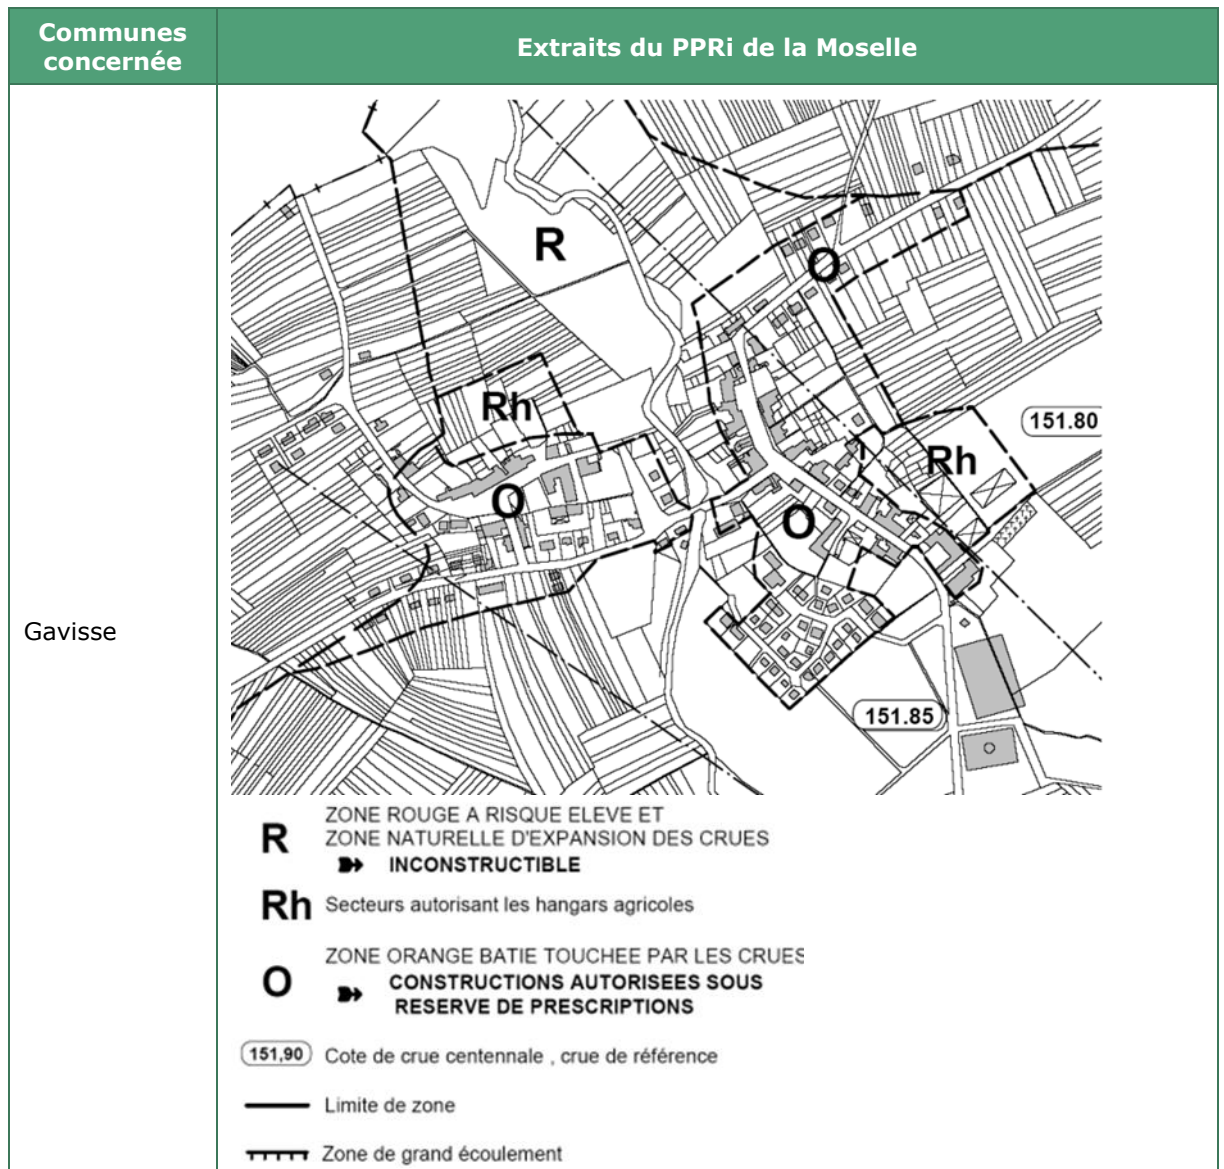 Communes
concernée
Extraits du PPRi de la Moselle
Gavisse
R
O
Rh
151.80
Rh
O
O
151.85
R
ZONE ROUGE A RISQUE ELEVE ET
ZONE NATURELLE D'EXPANSION DES CRUES
INCONSTRUCTIBLE
Rh
Secteurs autorisant les hangars agricoles
O
ZONE ORANGE BATIE TOUCHEE PAR LES CRUES
CONSTRUCTIONS AUTORISEES SOUS
RESERVE DE PRESCRIPTIONS
151,90
Cote de crue centennale , crue de référence
Limite de zone
Zone de grand écoulement